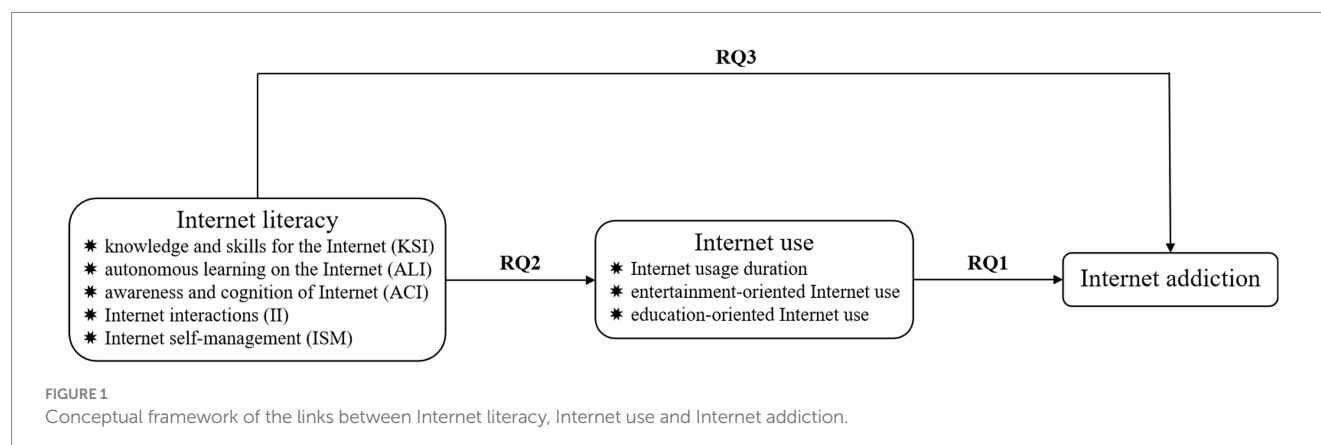 RQ3
Internet literacy
✷ knowledge and skills for the Internet (KSI)
✷ autonomous learning on the Internet (ALI)
✷ awareness and cognition of Internet (ACI)
✷ Internet interactions (II)
✷ Internet self-management (ISM)
RQ2
Internet use
✷ Internet usage duration
✷ entertainment-oriented Internet use
✷ education-oriented Internet use
RQ1
Internet addiction
FIGURE 1
Conceptual framework of the links between Internet literacy, Internet use and Internet addiction.